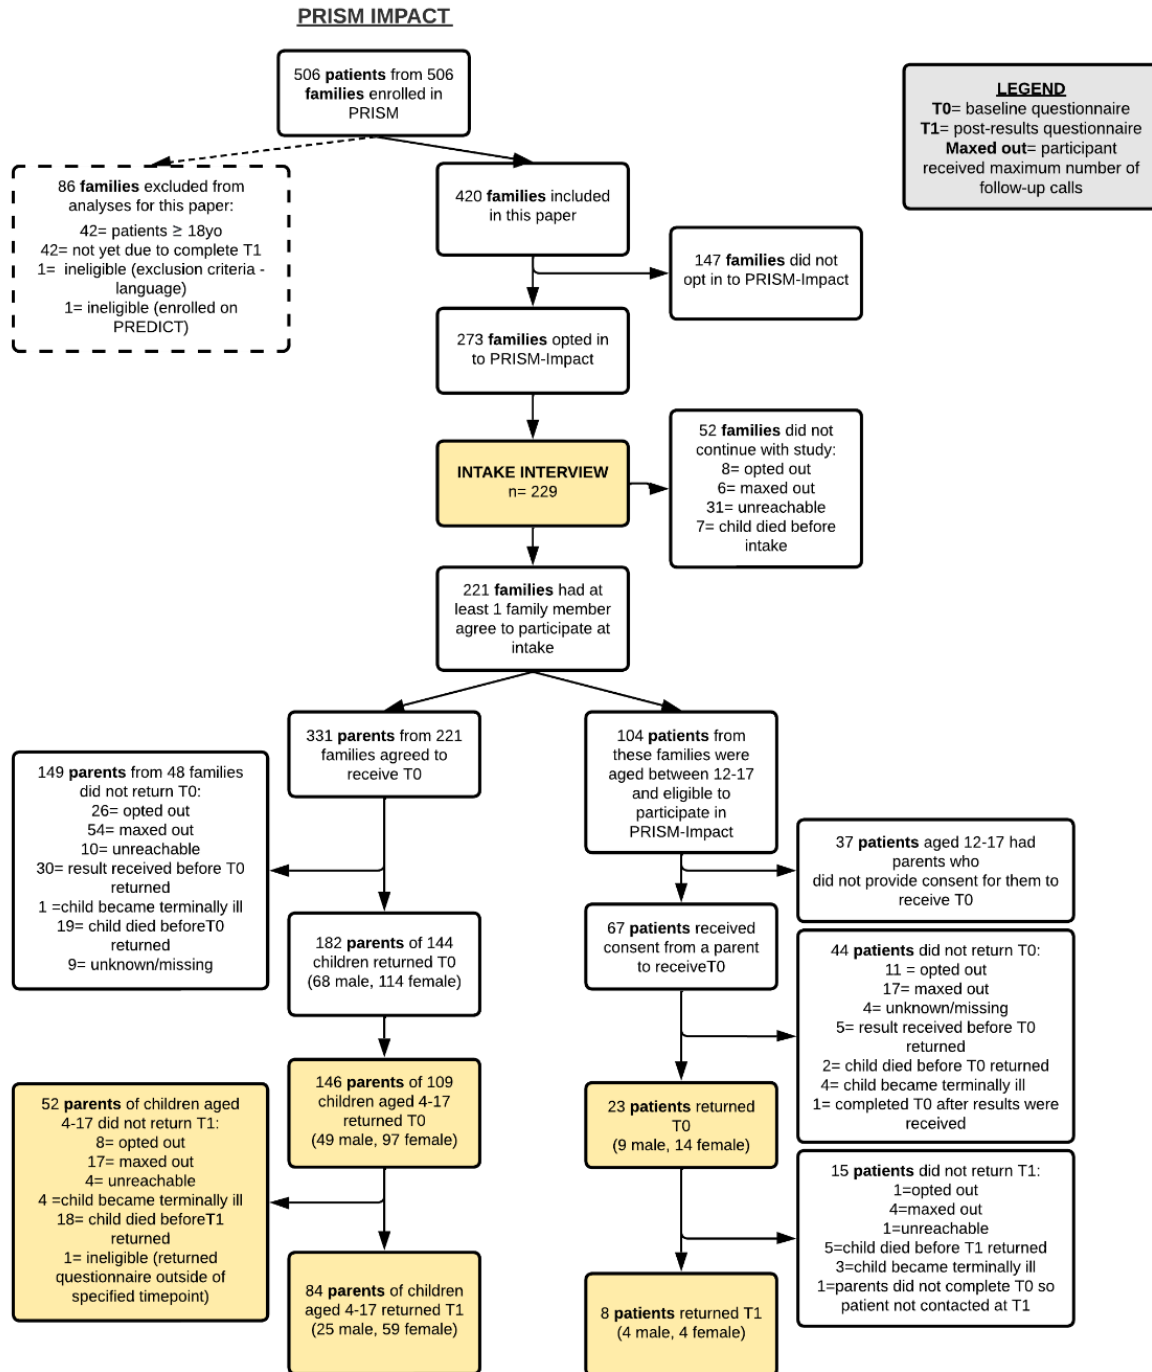 PRISM IMPACT
506 patients from 506
families enrolled in
PRISM
LEGEND
T0= baseline questionnaire
T1= post-results questionnaire
Maxed out= participant
received maximum number of
follow-up calls
86 families excluded from
analyses for this paper:
42= patients ≥ 18yo
42= not yet due to complete T1
1= ineligible (exclusion criteria -
language)
1= ineligible (enrolled on
PREDICT)
420 families included
in this paper
147 families did not
opt in to PRISM-Impact
273 families opted in
to PRISM-Impact
INTAKE INTERVIEW
n= 229
52 families did not
continue with study:
8= opted out
6= maxed out
31= unreachable
7= child died before
intake
221 families had at
least 1 family member
agree to participate at
intake
331 parents from 221
families agreed to
receive T0
104 patients from
these families were
aged between 12-17
and eligible to
participate in
PRISM-Impact
149 parents from 48 families
did not return T0:
26= opted out
54= maxed out
10= unreachable
30= result received before T0
returned
1 =child became terminally ill
19= child died beforeT0
returned
9= unknown/missing
37 patients aged 12-17 had
parents who
did not provide consent for them to
receive T0
182 parents of 144
children returned T0
(68 male, 114 female)
67 patients received
consent from a parent
to receiveT0
44 patients did not return T0:
11 = opted out
17= maxed out
4= unknown/missing
5= result received before T0
returned
2= child died before T0 returned
4= child became terminally ill
1= completed T0 after results were
received
146 parents of 109
children aged 4-17
returned T0
(49 male, 97 female)
23 patients returned
T0
(9 male, 14 female)
52 parents of children aged
4-17 did not return T1:
8= opted out
17= maxed out
4= unreachable
4 =child became terminally ill
18= child died beforeT1
returned
1= ineligible (returned
questionnaire outside of
specified timepoint)
15 patients did not return T1:
1=opted out
4=maxed out
1=unreachable
5=child died before T1 returned
3=child became terminally ill
1=parents did not complete T0 so
patient not contacted at T1
84 parents of children
aged 4-17 returned T1
(25 male, 59 female)
8 patients returned T1
(4 male, 4 female)